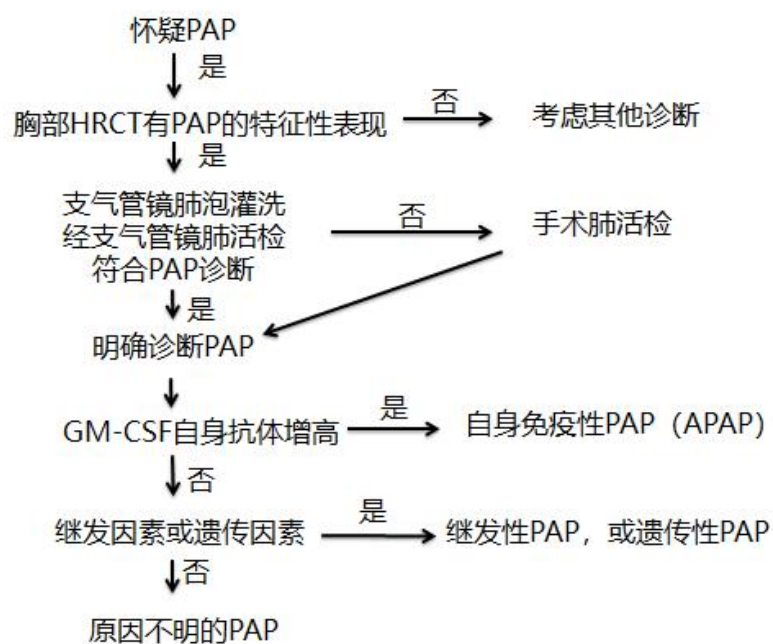 怀疑PAP
是
胸部HRCT有PAP的特征性表现
否
考虑其他诊断
是
支气管镜肺泡灌洗
经支气管镜肺活检
符合PAP诊断
否
手术肺活检
是
明确诊断PAP
GM-CSF自身抗体增高
是
自身免疫性PAP（APAP）
否
继发因素或遗传因素
是
继发性PAP，或遗传性PAP
否
原因不明的PAP